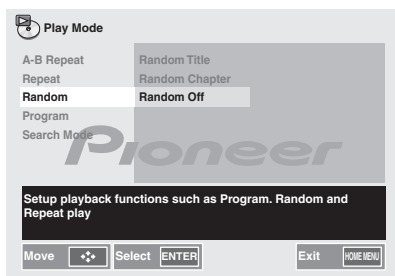 Play Mode
A-B Repeat Random Title
Repeat Random Chapter
Random Random Off
Program
Search Mode
Pioneer
Setup playback functions such as Program. Random and
Repeat play
Move Select ENTER Exit HOME MENU